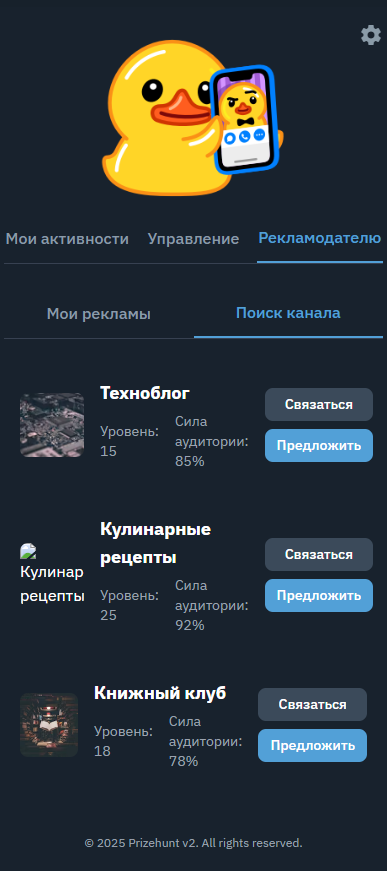 Мои активности Управление Рекламодателю
Мои рекламы Поиск канала
Техноблог
Уровень:
15
Сила
аудитории:
85%
Связаться
Предложить
Кулинар
рецепты
Кулинарные
рецепты
Уровень:
25
Сила
аудитории:
92%
Связаться
Предложить
Книжный клуб
Уровень:
18
Сила
аудитории:
78%
Связаться
Предложить
© 2025 Prizehunt v2. All rights reserved.